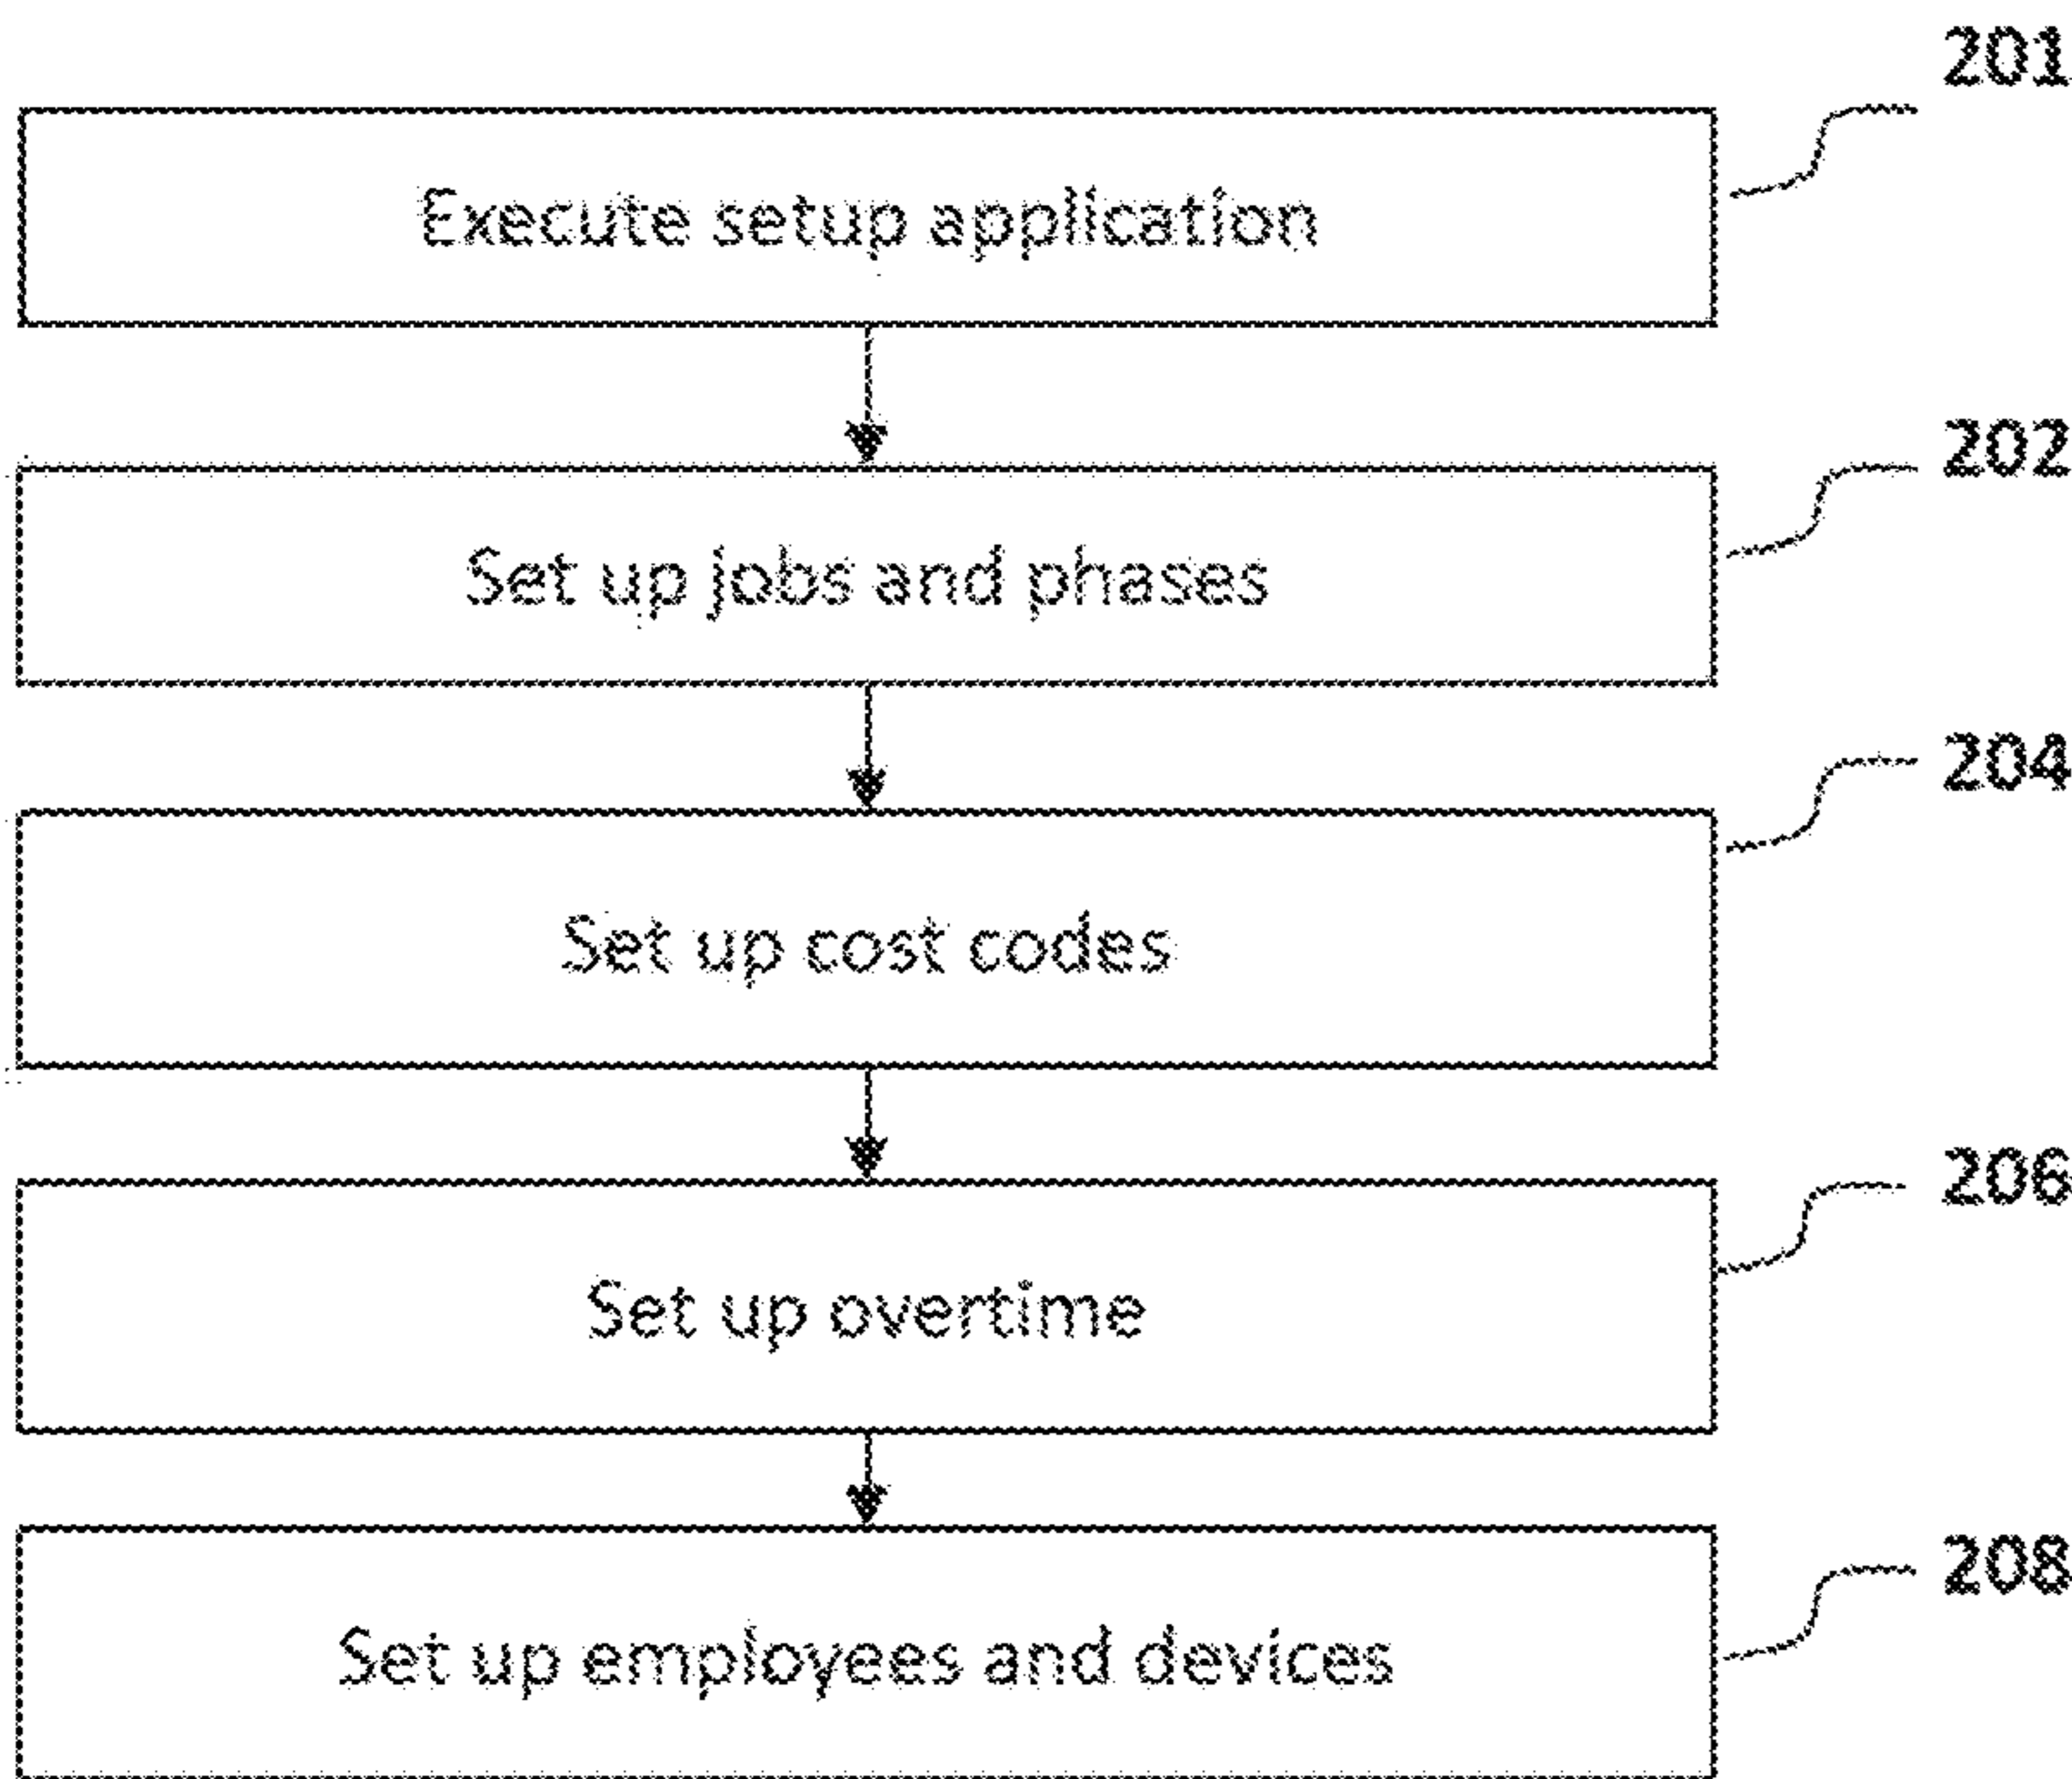 201
Execute setup application
202
Set up jobs and phases
204
Set up cost codes
206
Set up overtime
208
Set up employees and devices